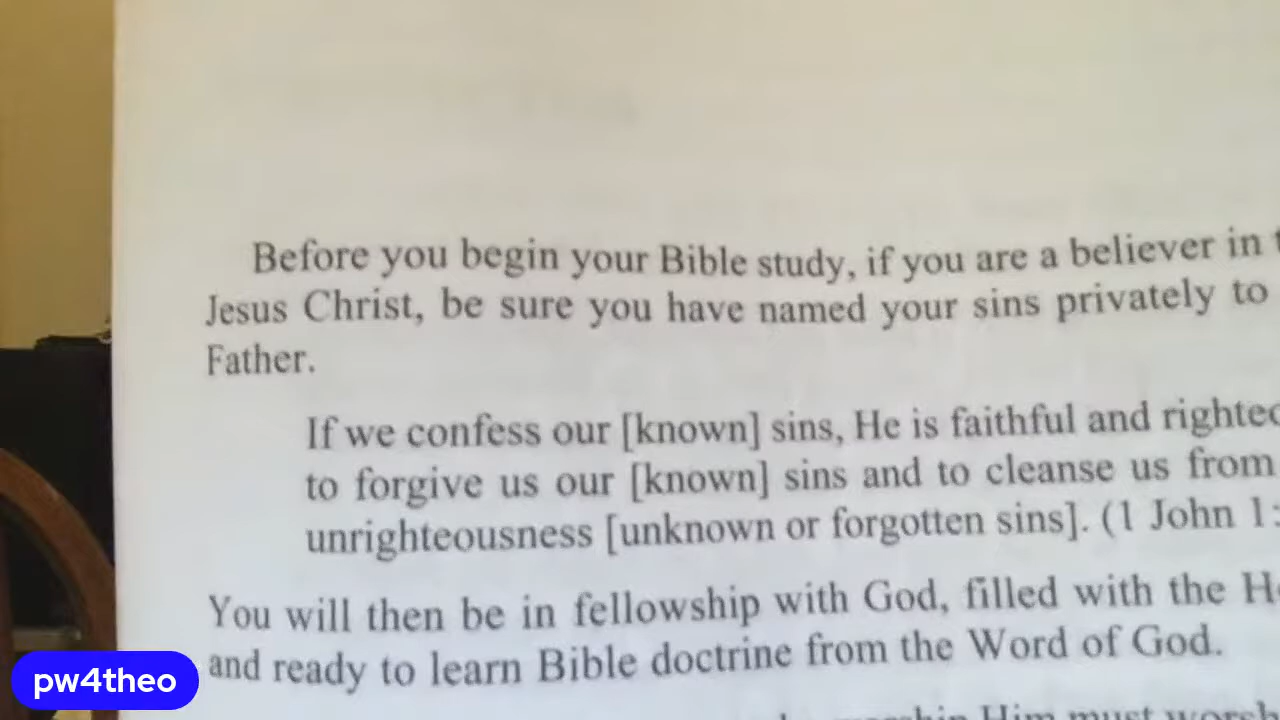 Before you begin your Bible study, if you are a believer in
Jesus Christ, be sure you have named your sins privately to
Father.
If we confess our [known] sins, He is faithful and
to forgive us our [known] sins and to cleanse us from
unrighteousness [unknown or forgotten sins]. (1 John 1:
You will then be in fellowship with God, filled with the
and ready to learn Bible doctrine from the Word of God.
Him must
pw4theo